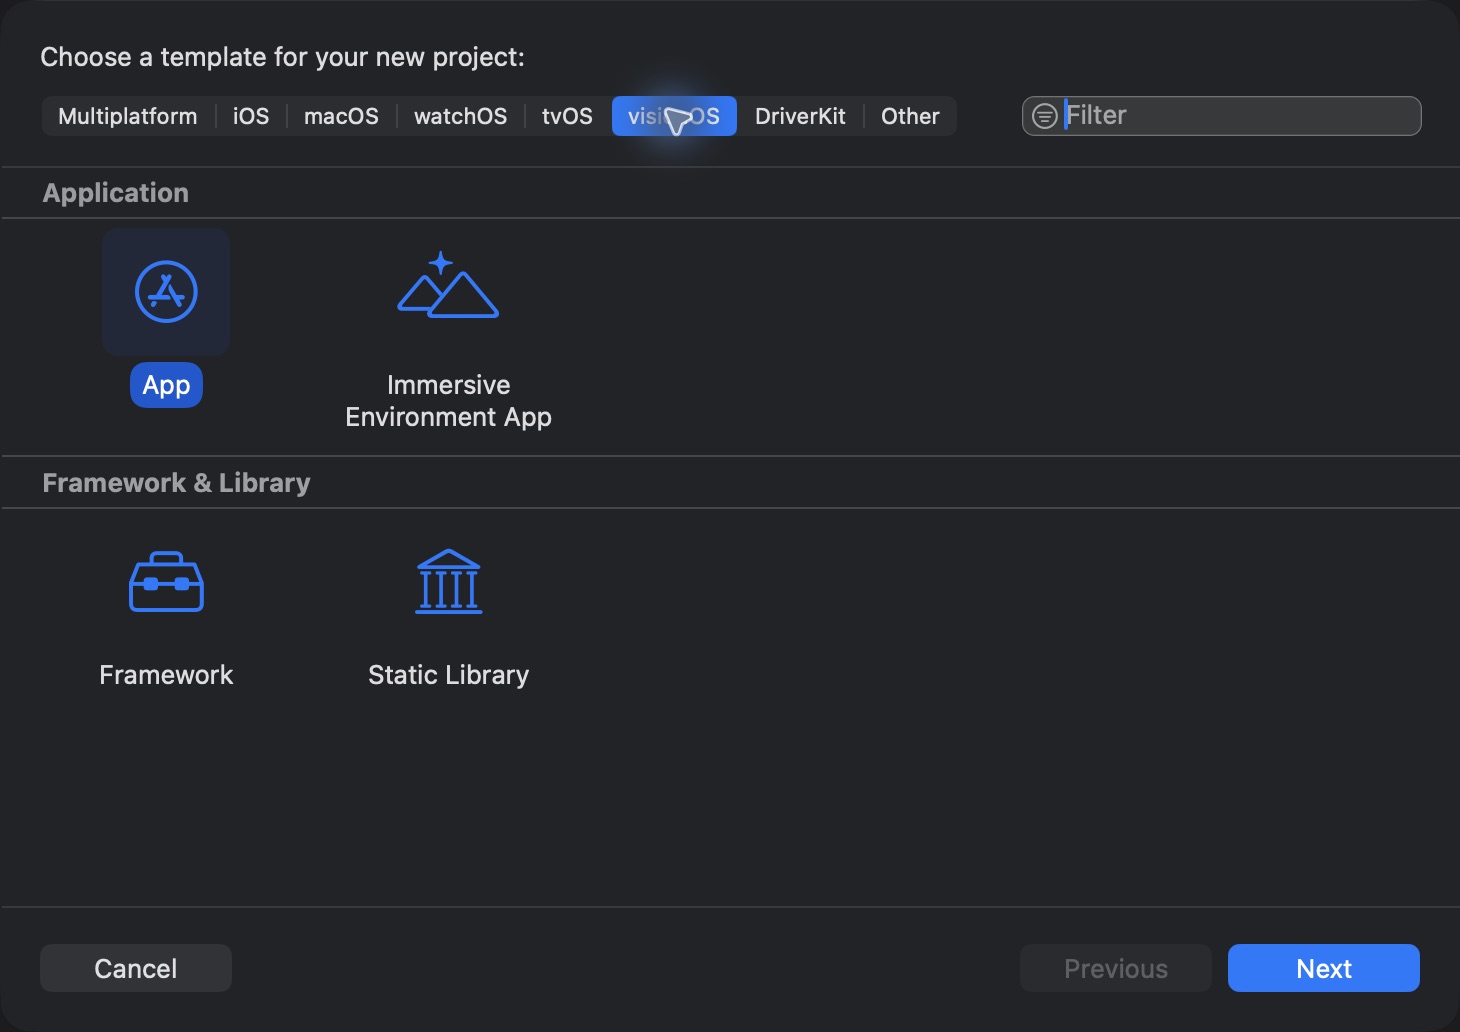 Choose a template for your new project:
Multiplatform iOS macOS watchOS tvOS visionOS DriverKit Other Filter
Application
App Immersive
Environment App
Framework & Library
Framework Static Library
Cancel Previous Next